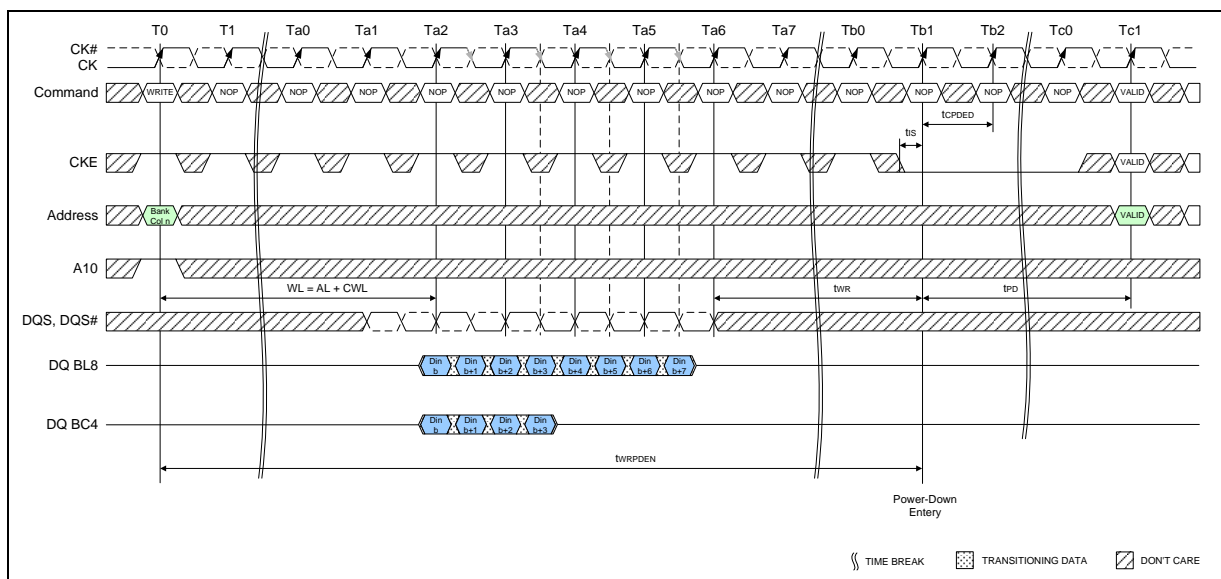 T0 T1 Ta0 Ta1 Ta2 Ta3 Ta4 Ta5 Ta6 Ta7 Tb0 Tb1 Tb2 Tc0 Tc1
CK#
CK
Command WRITE NOP NOP NOP NOP NOP NOP NOP NOP NOP NOP NOP NOP NOP VALID
tCPDED
tIS
CKE VALID
Address Bank Col n VALID
A10
WL = AL + CWL tWR tPD
DQS, DQS#
DQ BL8 Din b Din b+1 Din b+2 Din b+3 Din b+4 Din b+5 Din b+6 Din b+7
DQ BC4 Din b Din b+1 Din b+2 Din b+3
tWRPDEN
Power-Down
Entery
TIME BREAK TRANSITIONING DATA DON'T CARE